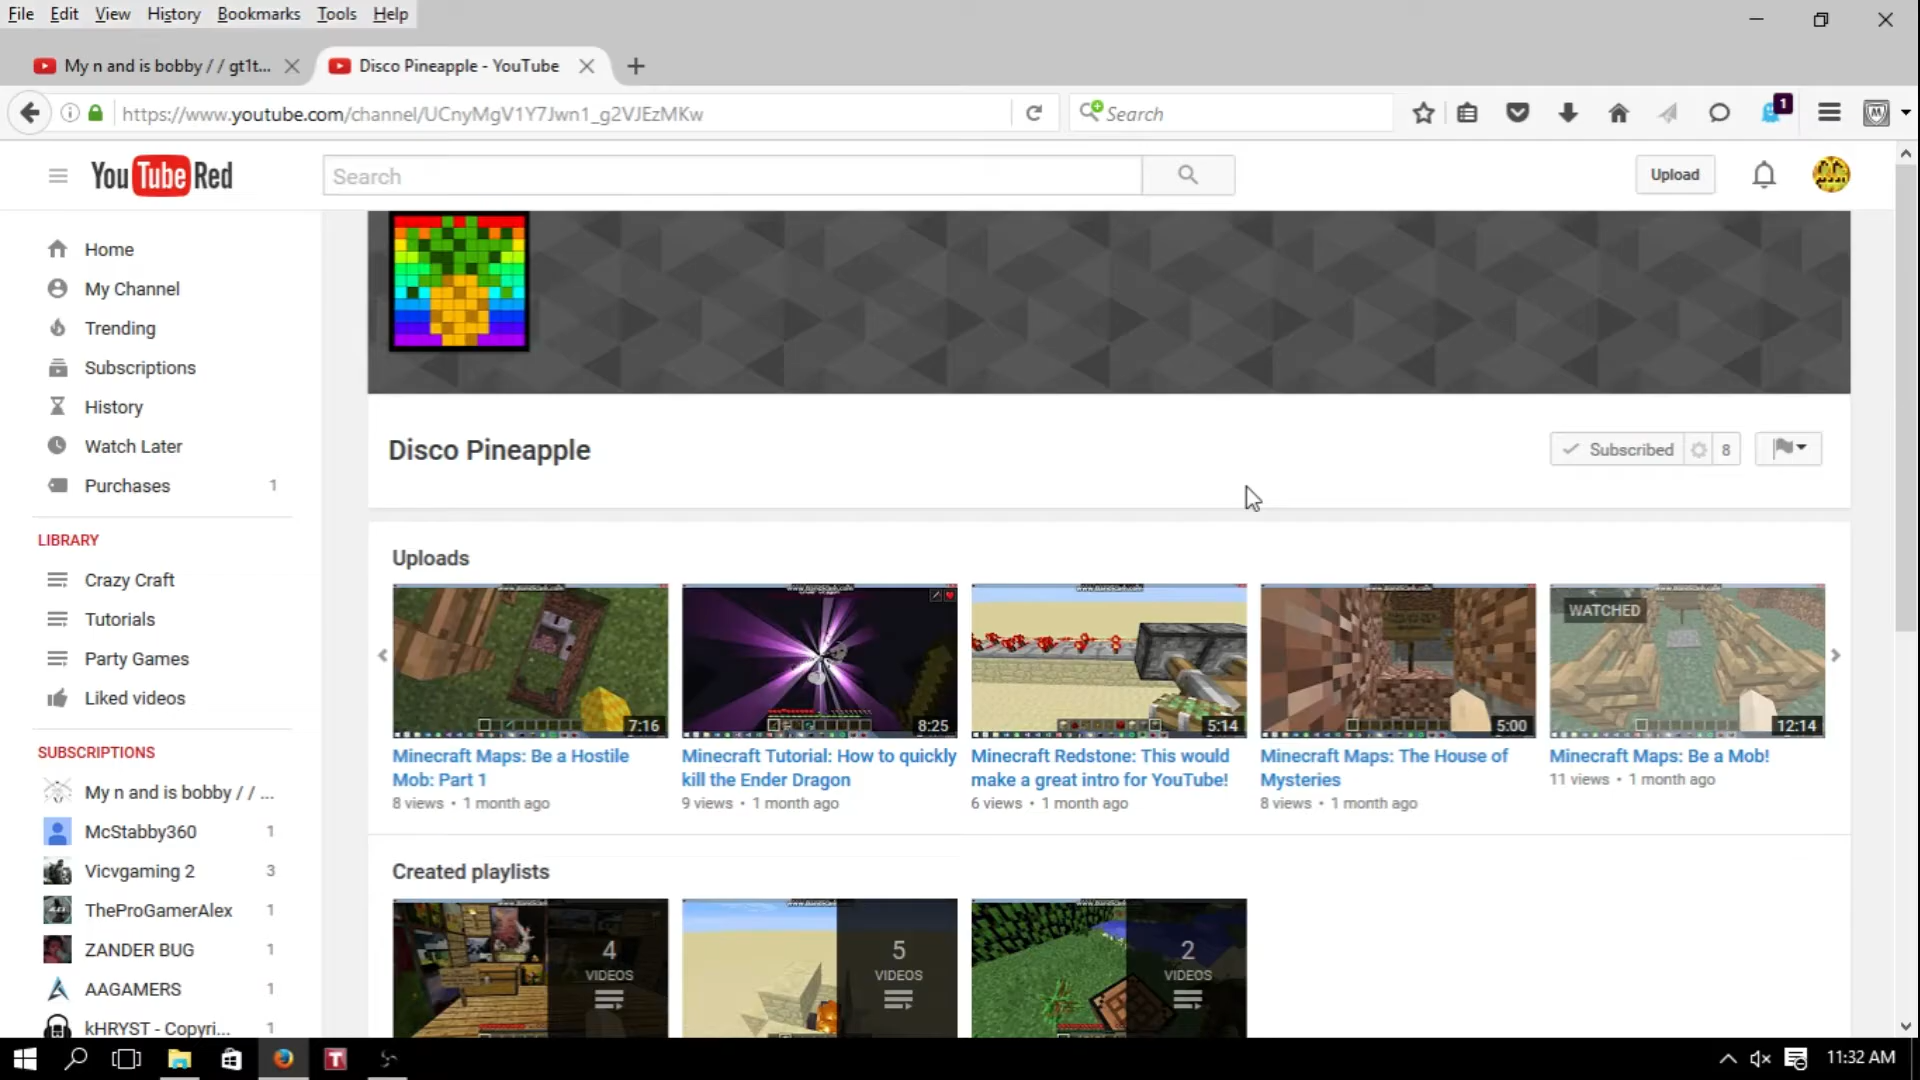 File Edit View History Bookmarks Tools Help
My n and is bobby // gt1t...
Disco Pineapple - YouTube
https://www.youtube.com/channel/UCnyMgV1Y7Jwn1_g2VJEzMKw
Search
1
YouTube Red
Search
Upload
Home
My Channel
Trending
Subscriptions
History
Watch Later
Purchases 1
LIBRARY
Crazy Craft
Tutorials
Party Games
Liked videos
SUBSCRIPTIONS
My n and is bobby // ...
McStabby360 1
Vicvgaming 2 3
TheProGamerAlex 1
ZANDER BUG 1
AAGAMERS 1
kHRYST - Copyri... 1
Disco Pineapple
Subscribed 8
Uploads
7:16
8:25
5:14
5:00
WATCHED
12:14
Minecraft Maps: Be a Hostile
Mob: Part 1
8 views • 1 month ago
Minecraft Tutorial: How to quickly
kill the Ender Dragon
9 views • 1 month ago
Minecraft Redstone: This would
make a great intro for YouTube!
6 views • 1 month ago
Minecraft Maps: The House of
Mysteries
8 views • 1 month ago
Minecraft Maps: Be a Mob!
11 views • 1 month ago
Created playlists
4
VIDEOS
5
VIDEOS
2
VIDEOS
11:32 AM